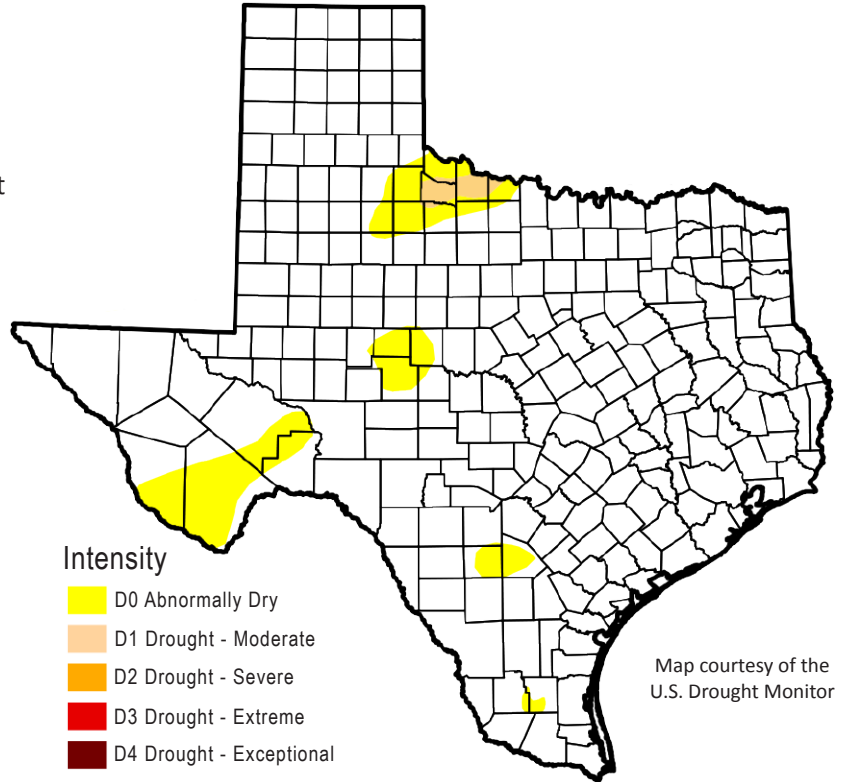 t
Intensity
D0 Abnormally Dry
D1 Drought - Moderate
D2 Drought - Severe
D3 Drought - Extreme
D4 Drought - Exceptional
Map courtesy of the
U.S. Drought Monitor